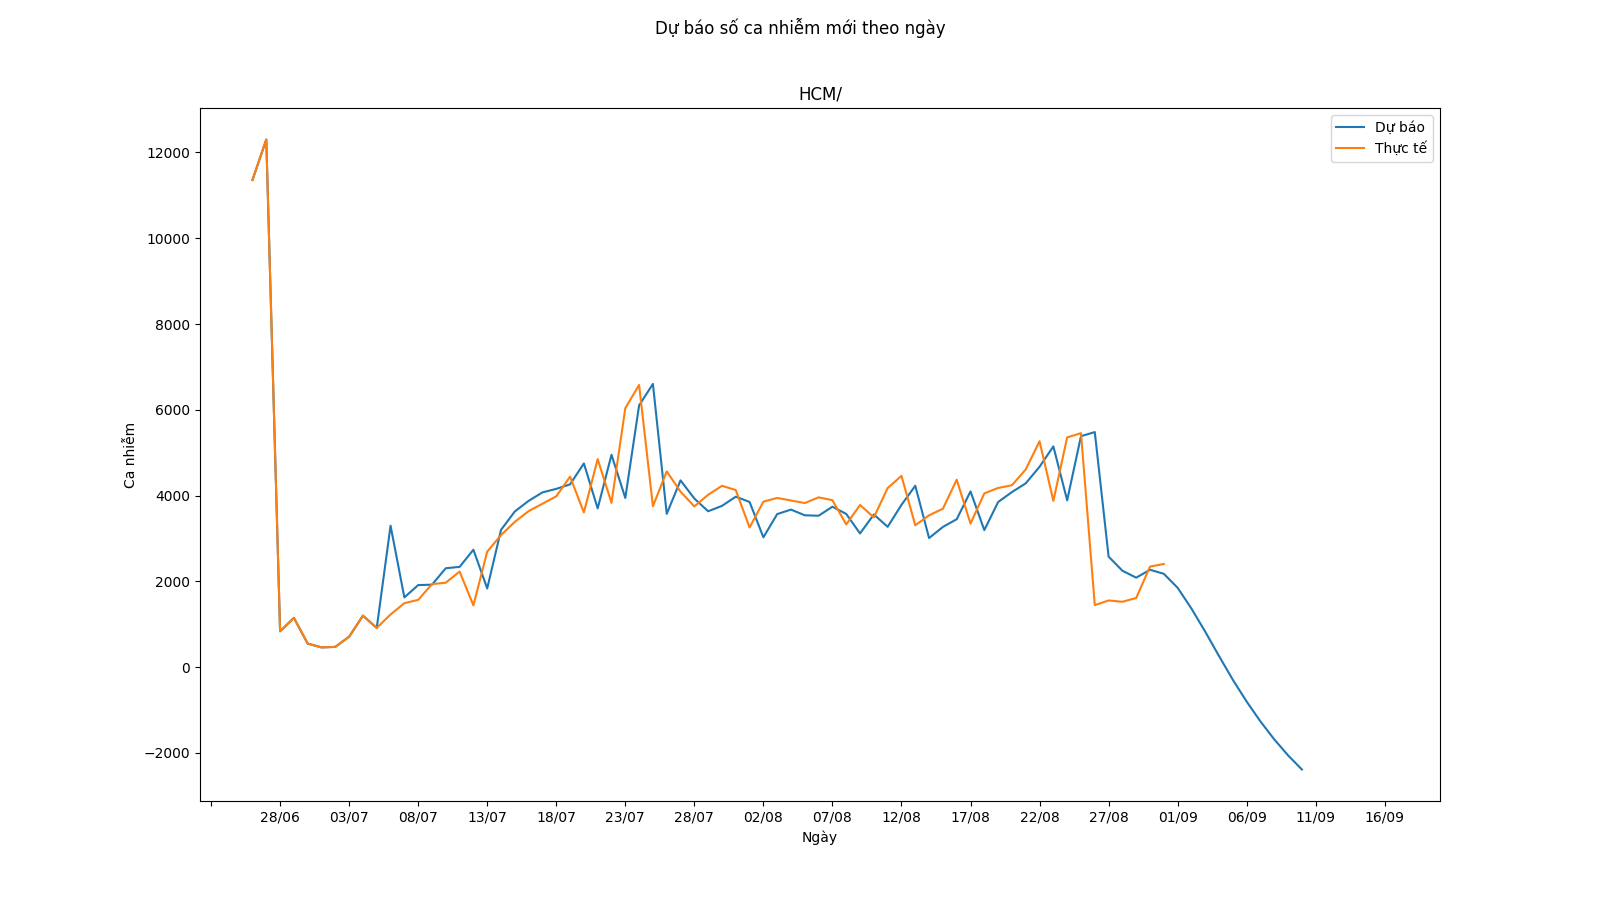 Dự báo số ca nhiễm mới theo ngày
HCM/
Dự báo
Thực tế
12000
10000
8000
6000
4000
2000
0
−2000
Ca nhiễm
28/06 03/07 08/07 13/07 18/07 23/07 28/07 02/08 07/08 12/08 17/08 22/08 27/08 01/09 06/09 11/09 16/09
Ngày